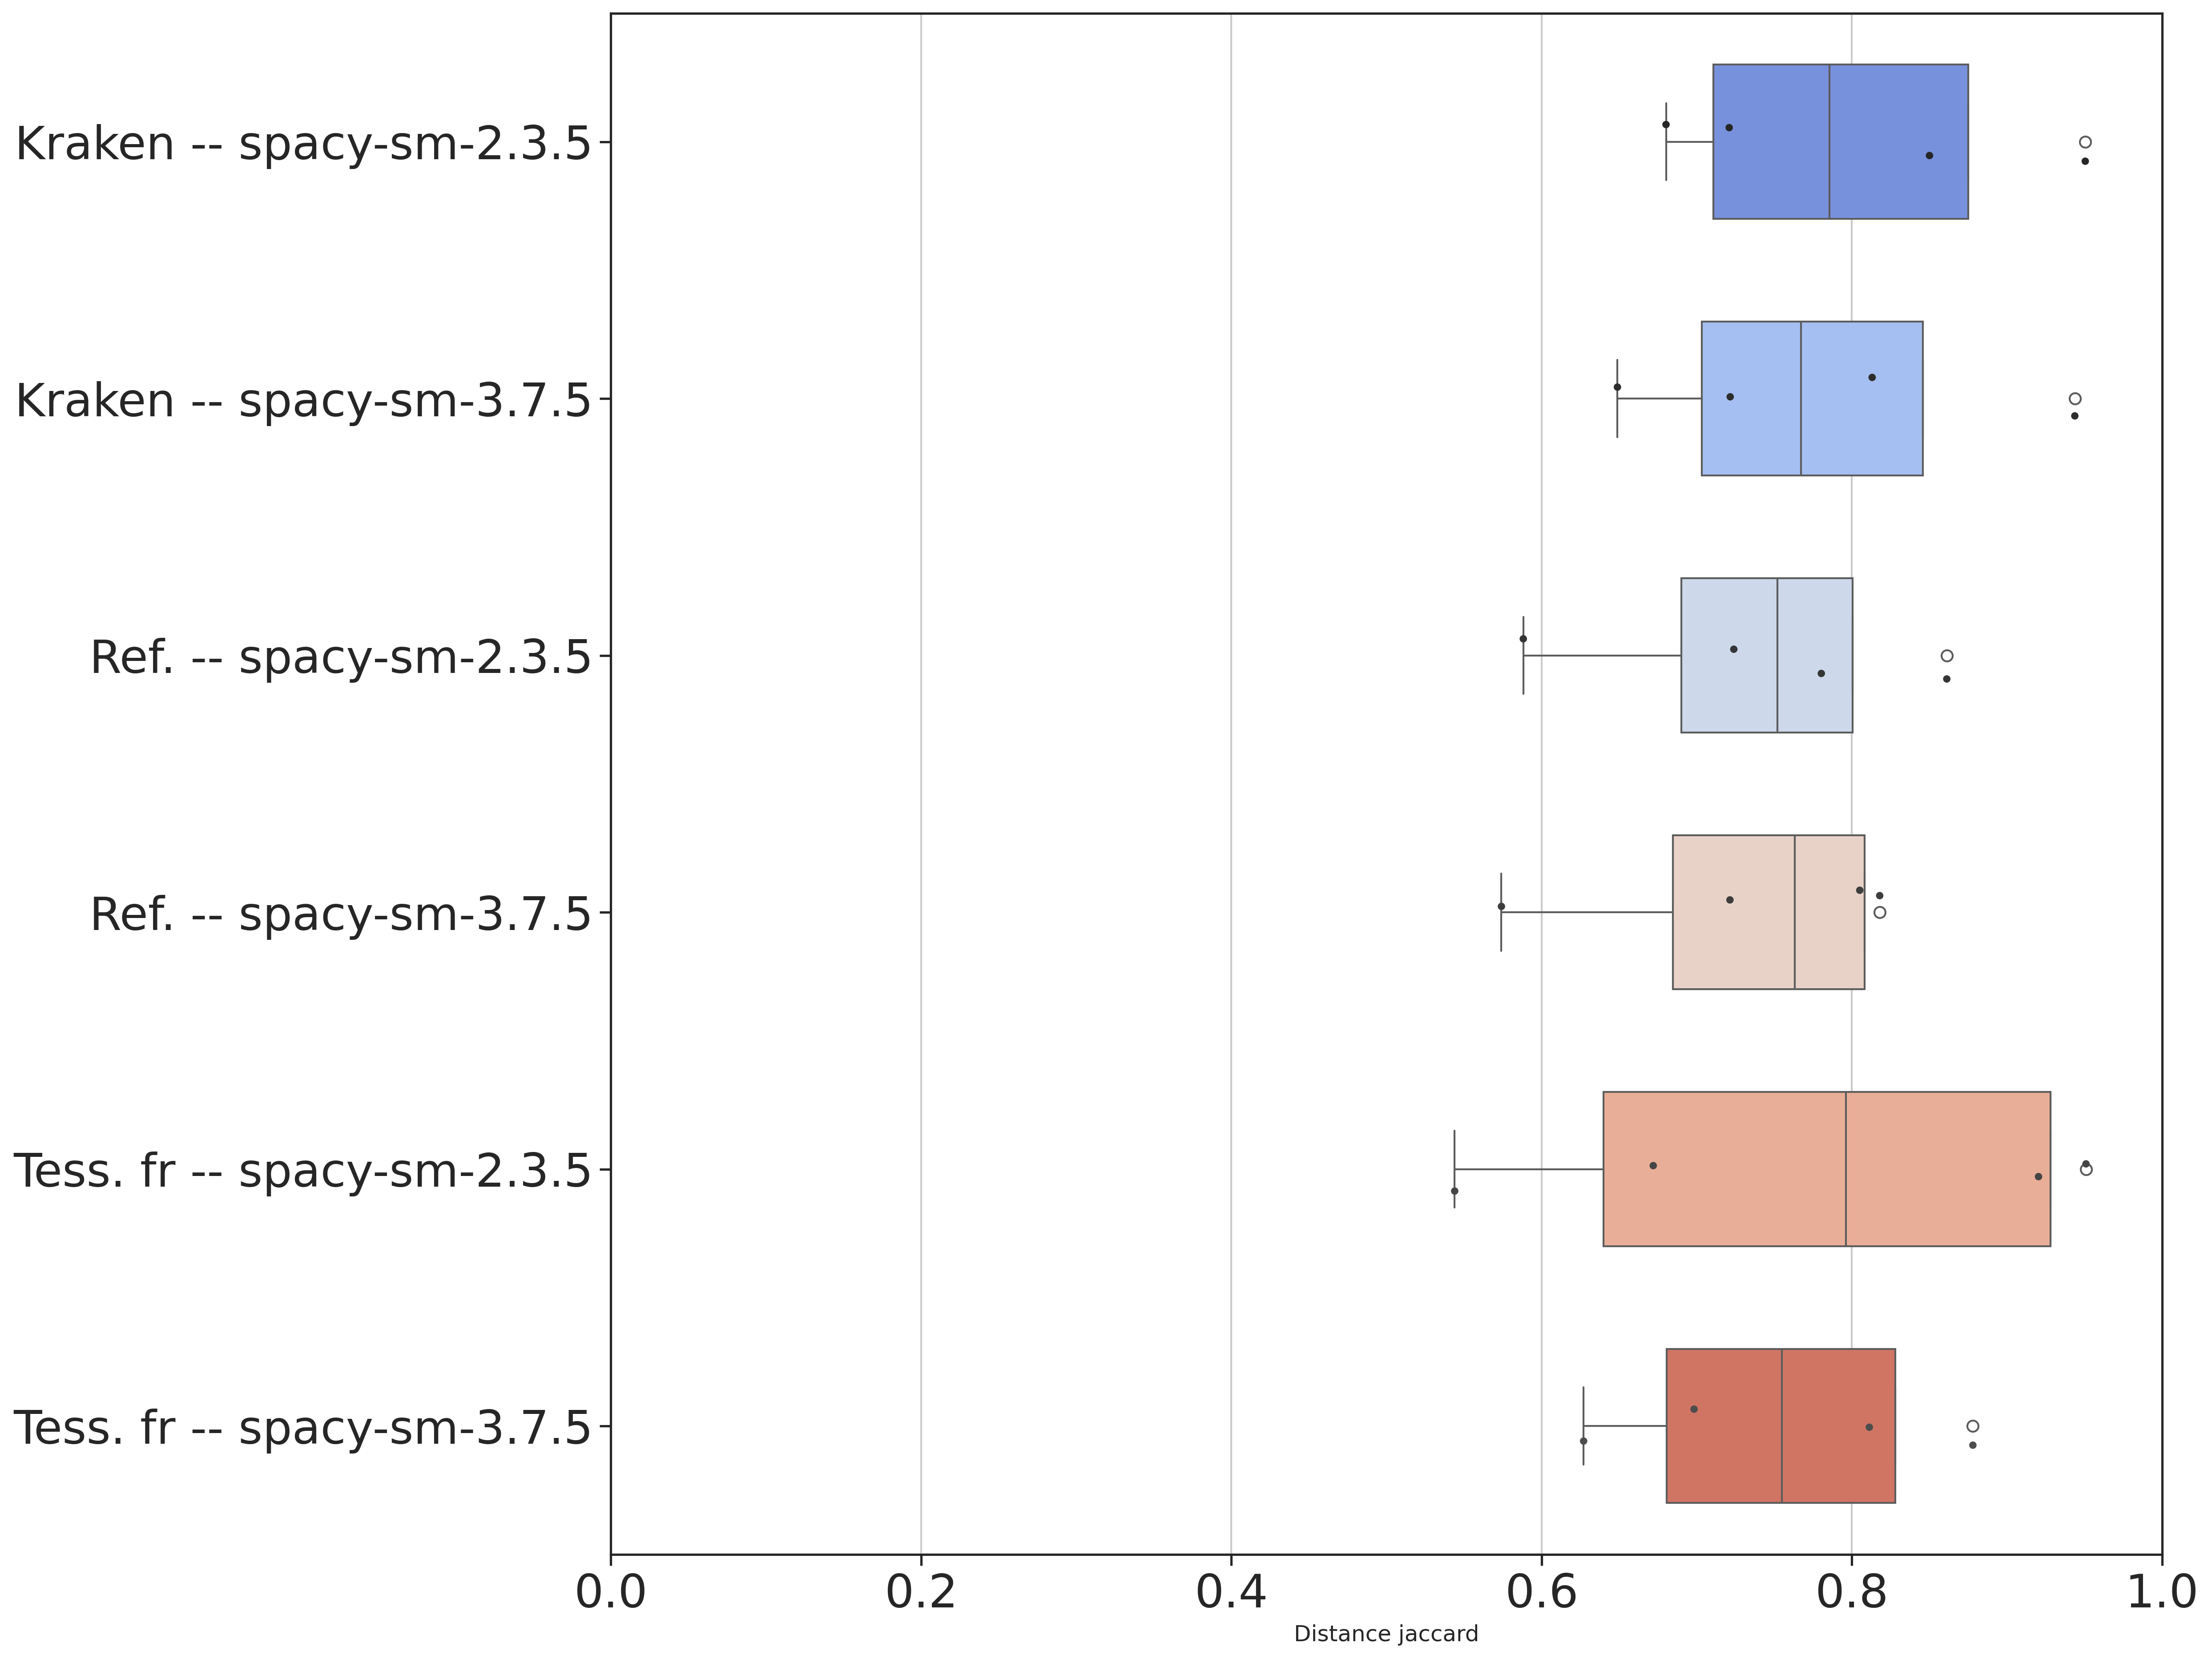 Kraken -- spacy-sm-2.3.5
Kraken -- spacy-sm-3.7.5
Ref. -- spacy-sm-2.3.5
Ref. -- spacy-sm-3.7.5
Tess. fr -- spacy-sm-2.3.5
Tess. fr -- spacy-sm-3.7.5
0.0 0.2 0.4 0.6 0.8 1.0
Distance jaccard